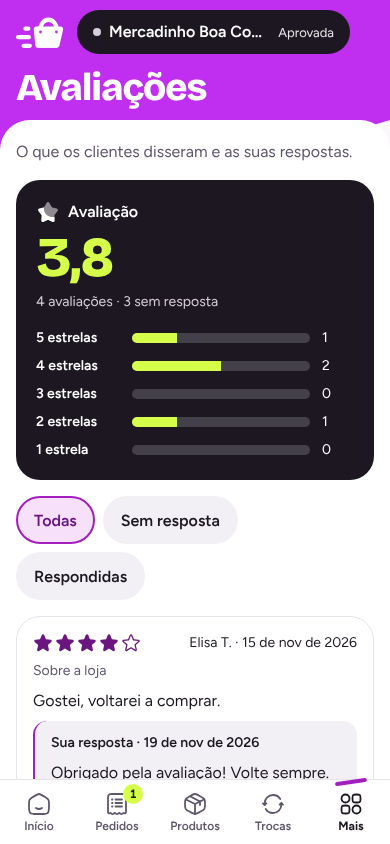 Mercadinho Boa Co... Aprovada
Avaliações
O que os clientes disseram e as suas respostas.
Avaliação
3,8
4 avaliações · 3 sem resposta
5 estrelas 1
4 estrelas 2
3 estrelas 0
2 estrelas 1
1 estrela 0
Todas Sem resposta
Respondidas
Elisa T. · 15 de nov de 2026
Sobre a loja
Gostei, voltarei a comprar.
Sua resposta · 19 de nov de 2026
Obrigado pela avaliação! Volte sempre.
1
Início Pedidos Produtos Trocas Mais